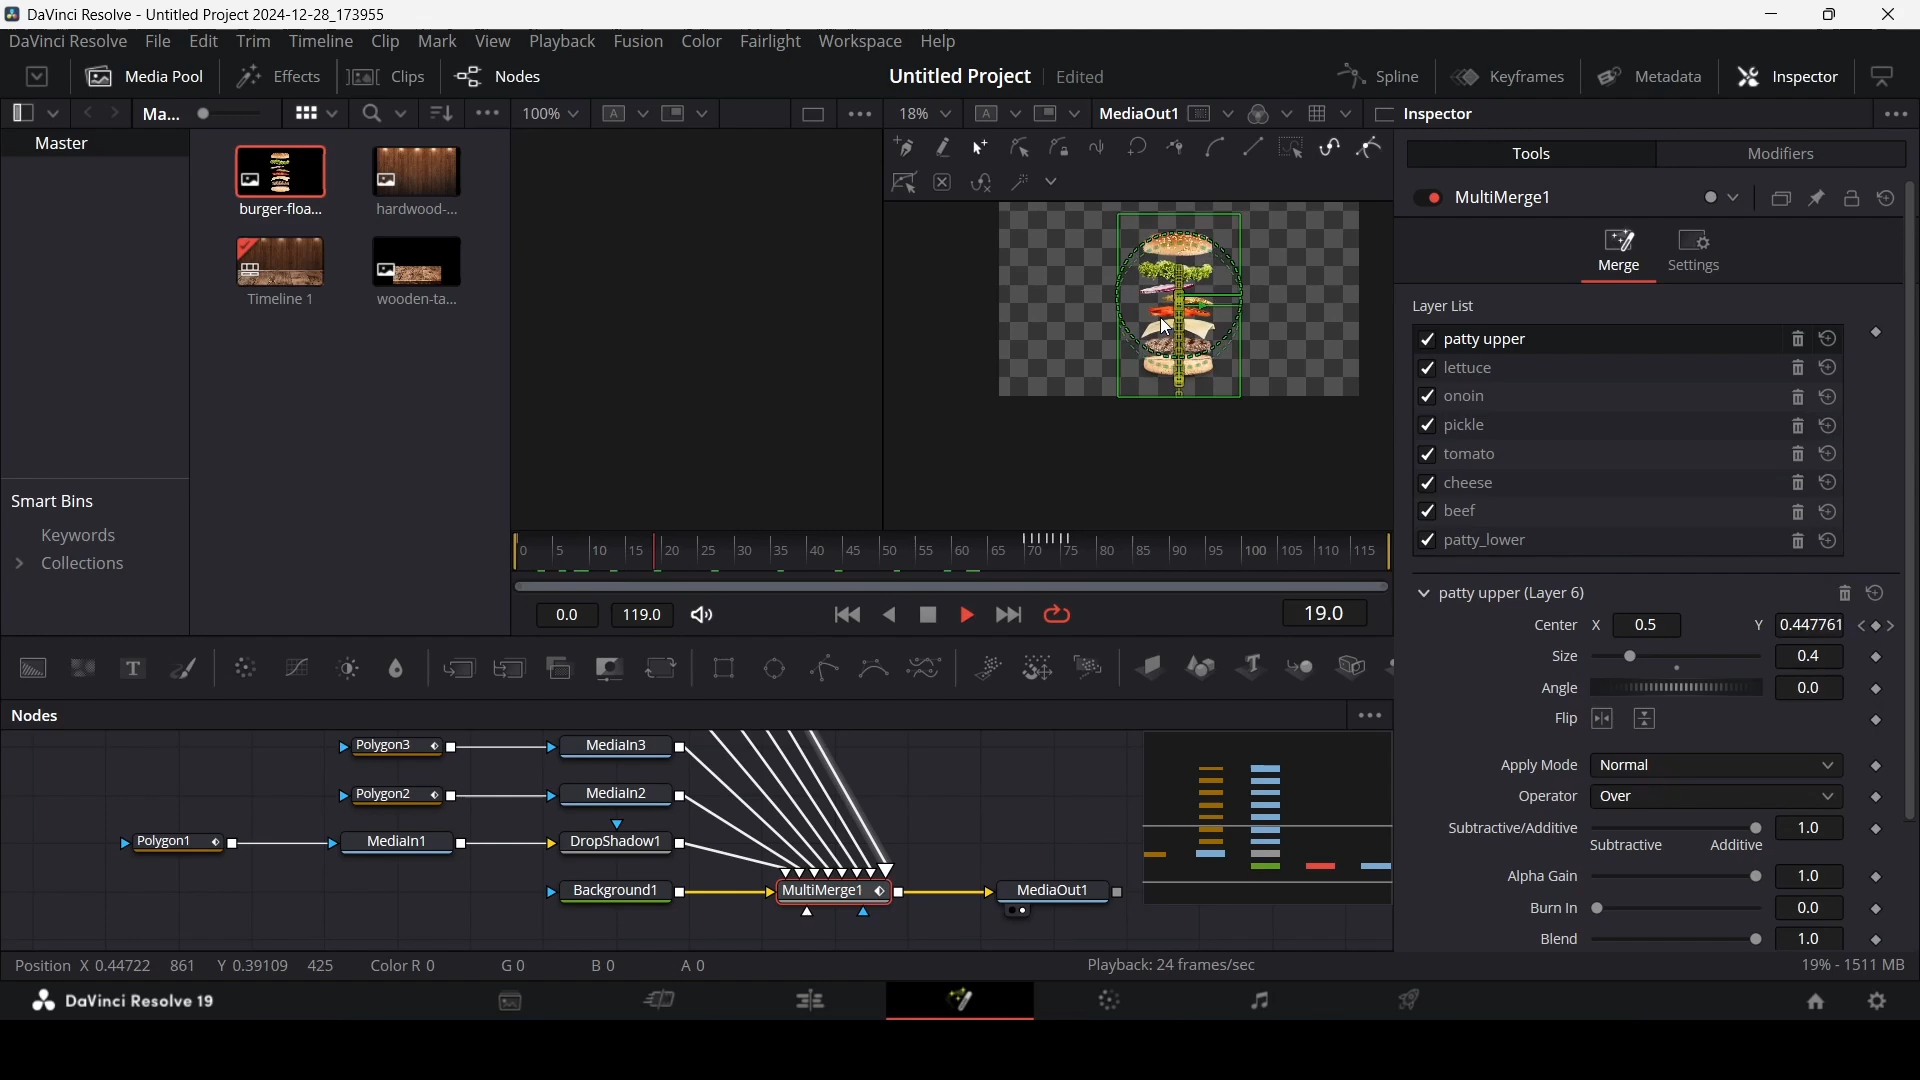 DaVinci Resolve - Untitled Project 2024-12-28_173955
DaVinci Resolve File Edit Trim Timeline Clip Mark View Playback Fusion Color Fairlight Workspace Help
Media Pool Effects Clips Nodes Untitled Project Edited Spline Keyframes Metadata Inspector
Ma... 100% A 18% A MediaOut1 Inspector
Master
burger-floa... hardwood-...
Timeline 1 wooden-ta...
Smart Bins
Keywords
Collections
Tools Modifiers
MultiMerge1
Merge Settings
Layer List
patty upper
lettuce
onoin
pickle
tomato
cheese
beef
patty_lower
0 5 10 15 20 25 30 35 40 45 50 55 60 65 70 75 80 85 90 95 100 105 110 115
0.0 119.0 19.0
patty upper (Layer 6)
Center X 0.5 Y 0.447761
Size 0.4
Angle 0.0
Flip
Apply Mode Normal
Operator Over
Subtractive/Additive 1.0
Subtractive Additive
Alpha Gain 1.0
Burn In 0.0
Blend 1.0
Nodes
Polygon3 MediaIn3
Polygon2 MediaIn2
Polygon1 MediaIn1 DropShadow1
Background1 MultiMerge1 MediaOut1
Position X 0.44722 861 Y 0.39109 425 Color R 0 G 0 B 0 A 0 Playback: 24 frames/sec 19% - 1511 MB
DaVinci Resolve 19